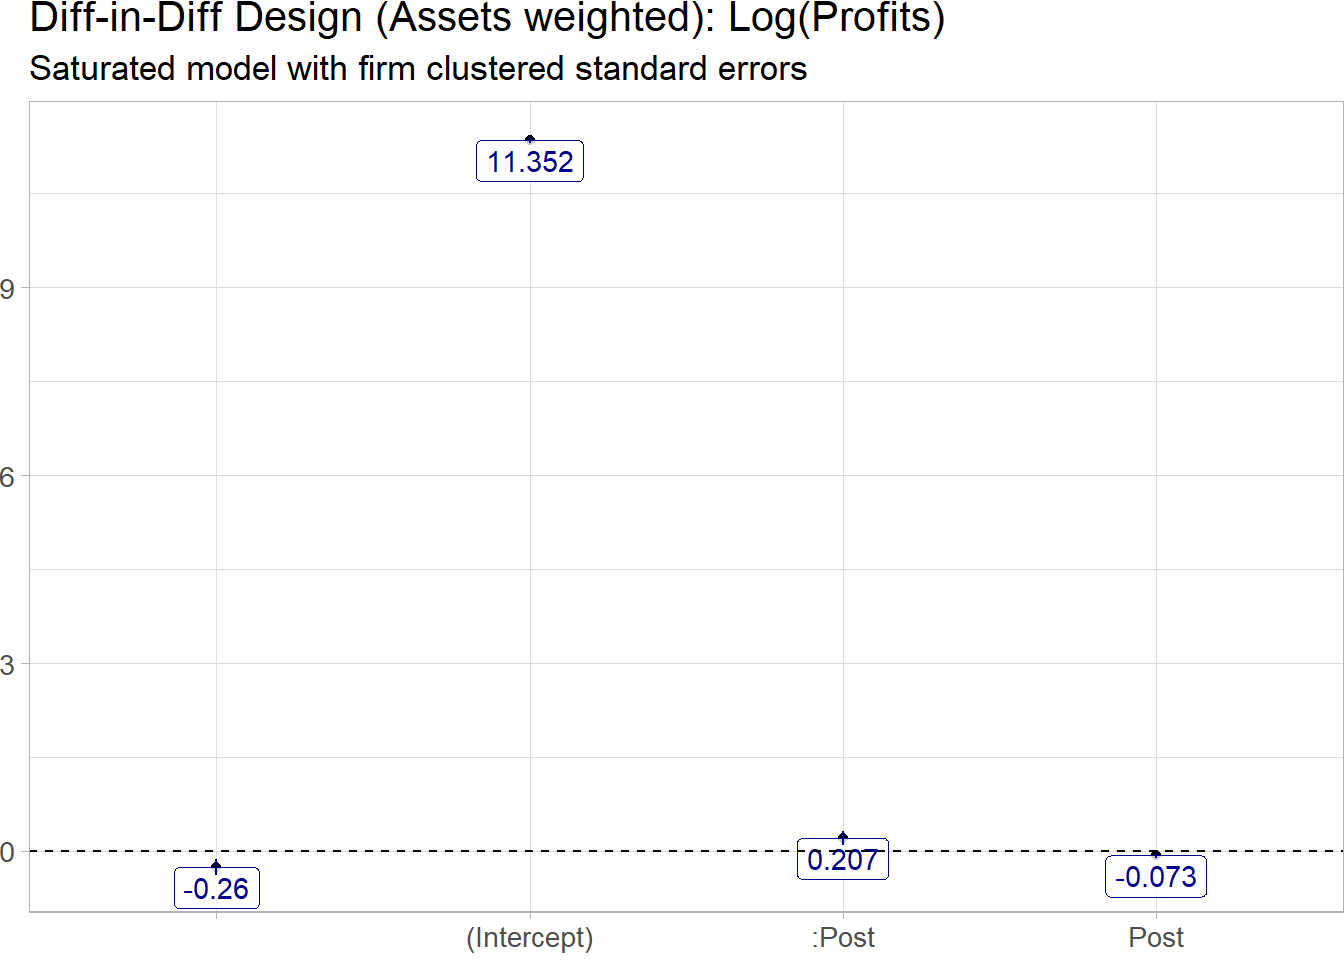 Diff-in-Diff Design (Assets weighted): Log(Profits)
Saturated model with firm clustered standard errors
11.352
9
6
3
0
-0.26
0.207
-0.073
(Intercept)
:Post
Post